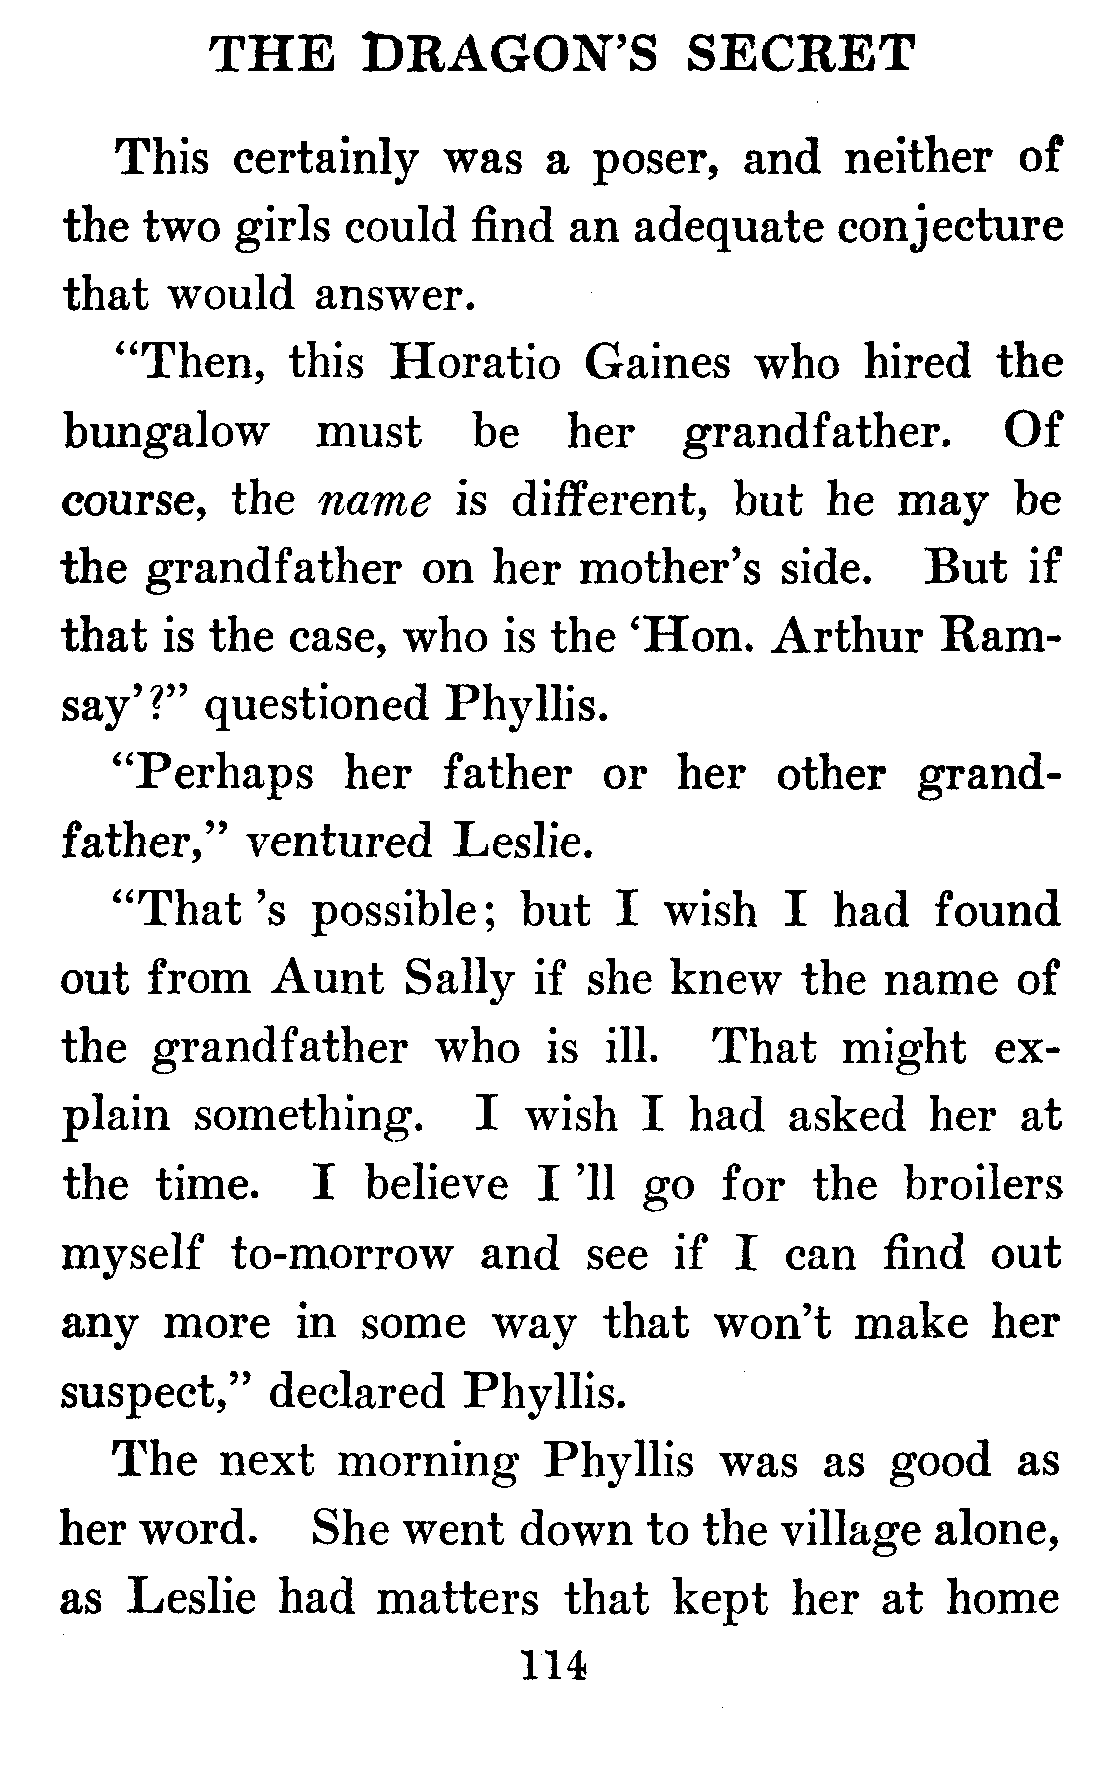 THE DRAGON'S SECRET
This certainly was a poser, and neither of
the two girls could find an adequate conjecture
that would answer.
"Then, this Horatio Gaines who hired the
bungalow must be her grandfather. Of
course, the name is different, but he may be
the grandfather on her mother's side. But if
that is the case, who is the 'Hon. Arthur Ram-
say'?" questioned Phyllis.
"Perhaps her father or her other grand-
father," ventured Leslie.
"That 's possible; but I wish I had found
out from Aunt Sally if she knew the name of
the grandfather who is ill. That might ex-
plain something. I wish I had asked her at
the time. I believe I 'll go for the broilers
myself to-morrow and see if I can find out
any more in some way that won't make her
suspect," declared Phyllis.
The next morning Phyllis was as good as
her word. She went down to the village alone,
as Leslie had matters that kept her at home
114